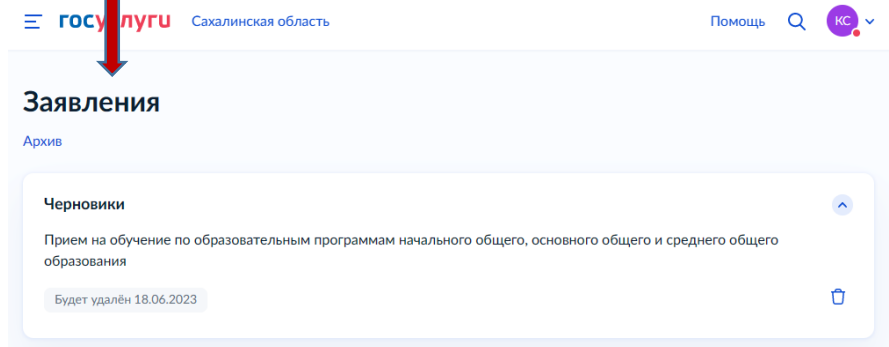 госуслуги Сахалинская область Помощь КС
Заявления
Архив
Черновики
Прием на обучение по образовательным программам начального общего, основного общего и среднего общего
образования
Будет удалён 18.06.2023